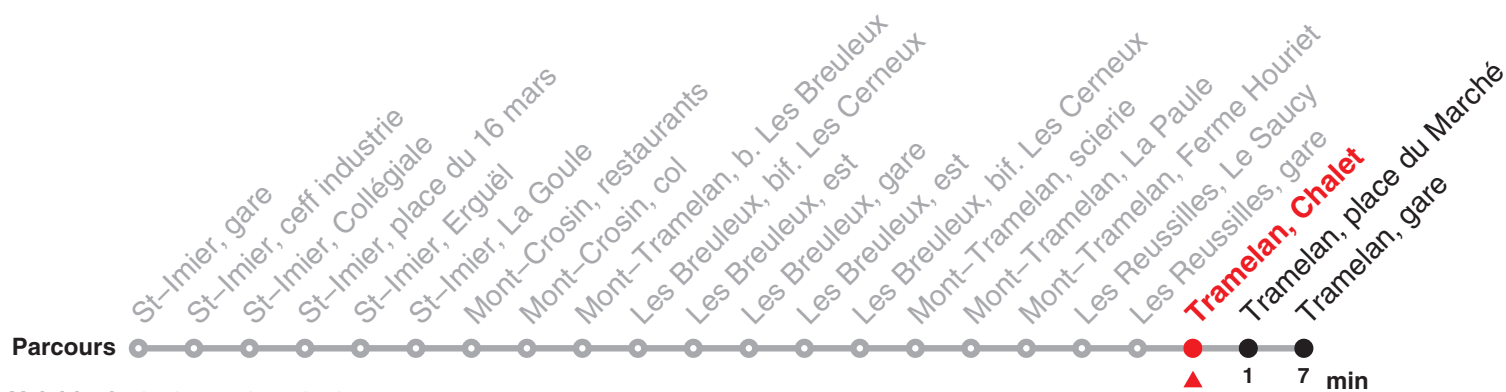 St–Imier, gare
St–Imier, ceff industrie
St–Imier, Collégiale
St–Imier, place du 16 mars
St–Imier, Erguël
St–Imier, La Goule
Mont–Crosin, restaurants
Mont–Crosin, col
Mont–Tramelan, b. Les Breuleux
Les Breuleux, bif. Les Cerneux
Les Breuleux, est
Les Breuleux, gare
Les Breuleux, est
Les Breuleux, bif. Les Cerneux
Mont–Tramelan, scierie
Mont–Tramelan, La Paule
Mont–Tramelan, Ferme Houriet
Les Reussilles, Le Saucy
Les Reussilles, gare
Tramelan, Chalet
Tramelan, place du Marché
Tramelan, gare
Parcours
1 7 min